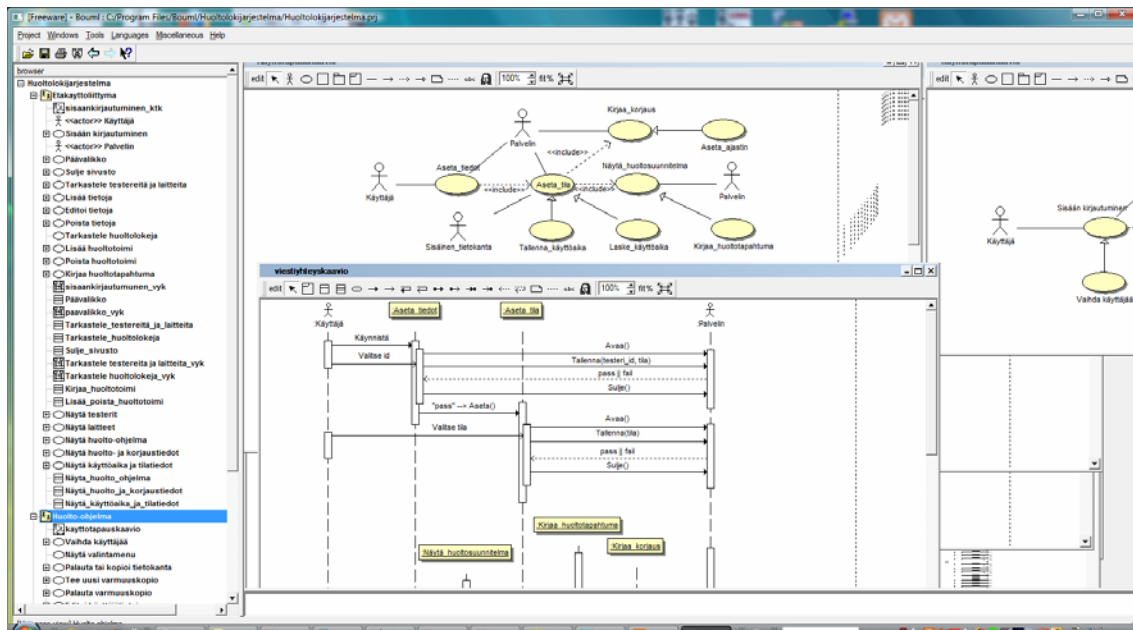 [Freeware] - Bouml : C:/Program Files/Bouml/Huoltolokijarjestelma/Huoltolokijarjestelma.prj
Project Windows Tools Languages Miscellaneous Help
browser
Huoltolokijarjestelma
Etakayttoliittyma
sisaankirjautuminen_ktk
<<actor>> Käyttäjä
Sisään kirjautuminen
<<actor>> Palvelin
Päävalikko
Sulje sivusto
Tarkastele testereitä ja laitteita
Lisää tietoja
Editoi tietoja
Poista tietoja
Tarkastele huoltolokeja
Lisää huoltotoimi
Poista huoltotoimi
Kirjaa huoltotapahtuma
sisaankirjautumunen_vyk
Päävalikko
paavalikko_vyk
Tarkastele_testereitä_ja_laitteita
Tarkastele_huoltolokeja
Sulje_sivusto
Tarkastele testereita ja laitteita_vyk
Tarkastele huoltolokeja_vyk
Kirjaa_huoltotoimi
Lisää_poista_huoltotoimi
Näytä testerit
Näytä laitteet
Näytä huolto-ohjelma
Näytä huolto- ja korjaustiedot
Näytä käyttöaika ja tilatiedot
Näyta_huolto_ohjelma
Näytä_huolto_ja_korjaustiedot
Näytä_käyttöaika_ja_tilatiedot
Huolto-ohjelma
kayttotapauskaavio
Vaihda käyttäjää
Näytä valintamenu
Palauta tai kopioi tietokanta
Tee uusi varmuuskopio
Palauta varmuuskopio
edit 100% fit%
Kirjaa_korjaus
Palvelin
Aseta_ajastin
<<include>>
Aseta_tiedot
Näytä_huoltosuunnitelma
Käyttäjä
<<include>>
Aseta_tila
<<include>>
Palvelin
Sisäinen_tietokanta
Tallenna_käyttöaika
Laske_käyttöaika
Kirjaa_huoltotapahtuma
edit
Sisään kirjautuminen
Käyttäjä
Vaihda käyttäjää
viestiyhteyskaavio
edit 100% fit%
:Käyttäjä
:Aseta_tiedot
:Aseta_tila
:Palvelin
Käynnistä
Avaa()
Valitse id
Tallenna(testeri_id, tila)
pass || fail
Sulje()
"pass" --> Aseta()
Avaa()
Valitse tila
Tallenna(tila)
pass || fail
Sulje()
:Kirjaa_huoltotapahtuma
:Näytä_huoltosuunnitelma
:Kirjaa_korjaus